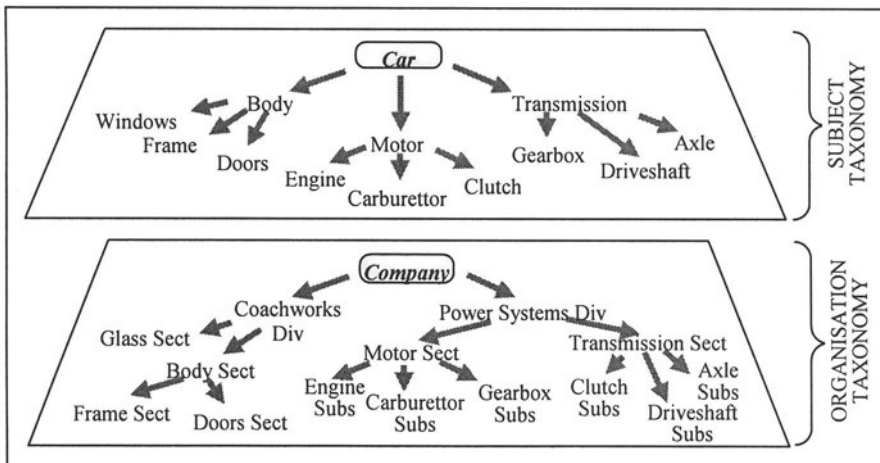 Car
Body
Transmission
Windows
Frame
Doors
Motor
Engine
Carburettor
Clutch
Gearbox
Driveshaft
Axle
SUBJECT
TAXONOMY
Company
Coachworks
Div
Power Systems Div
Glass Sect
Body Sect
Frame Sect
Doors Sect
Motor Sect
Engine
Subs
Carburettor
Subs
Gearbox
Subs
Transmission Sect
Clutch
Subs
Driveshaft
Subs
Axle
Subs
ORGANISATION
TAXONOMY